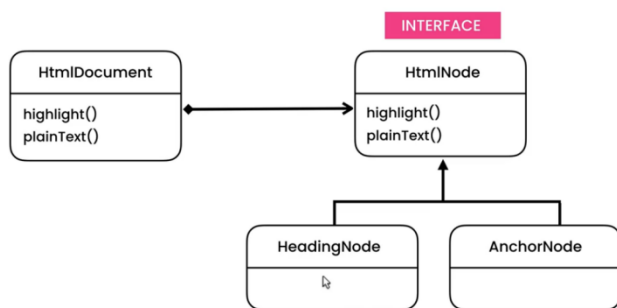 INTERFACE
HtmlDocument
highlight()
plainText()
HtmlNode
highlight()
plainText()
HeadingNode
AnchorNode